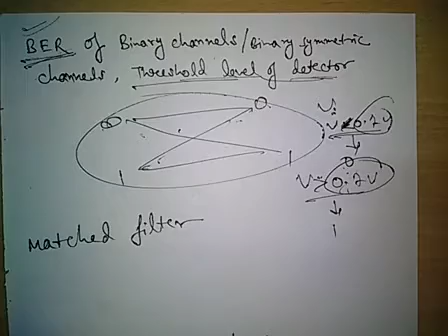 BER of Binary channels/Binary symmetric
channels, Threshold level of detector
0 0
V < 0.7V
0
1 1
V > 0.7V
1
Matched filter